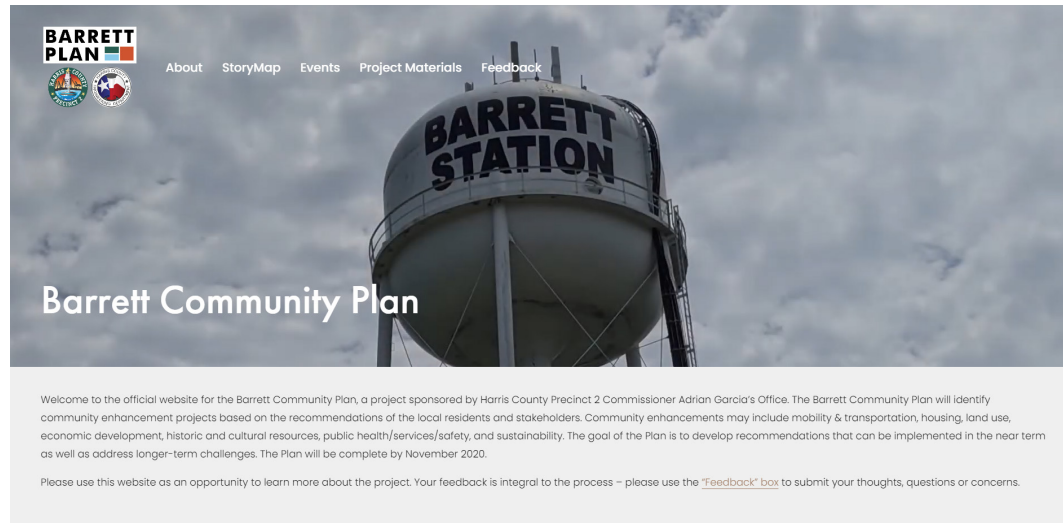 BARRETT
PLAN
HARRIS COUNTY
PRECINCT 2
About StoryMap Events Project Materials Feedback
BARRETT
STATION
Barrett Community Plan
Welcome to the official website for the Barrett Community Plan, a project sponsored by Harris County Precinct 2 Commissioner Adrian Garcia's Office. The Barrett Community Plan will identify
community enhancement projects based on the recommendations of the local residents and stakeholders. Community enhancements may include mobility & transportation, housing, land use,
economic development, historic and cultural resources, public health/services/safety, and sustainability. The goal of the Plan is to develop recommendations that can be implemented in the near term
as well as address longer-term challenges. The Plan will be complete by November 2020.
Please use this website as an opportunity to learn more about the project. Your feedback is integral to the process – please use the "Feedback" box to submit your thoughts, questions or concerns.